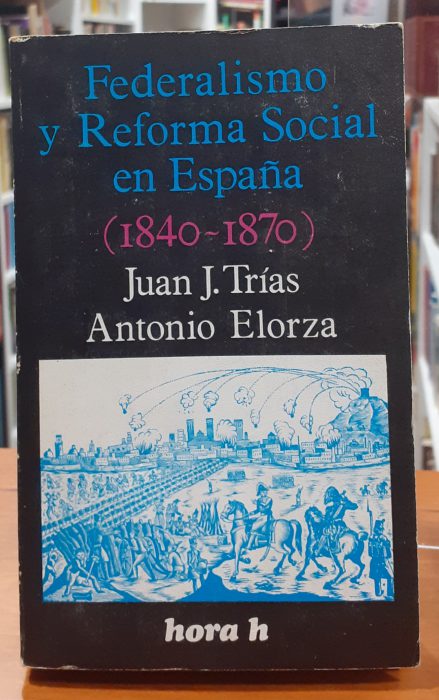 Federalismo
y Reforma Social
en España
(1840-1870)
Juan J. Trías
Antonio Elorza
hora h